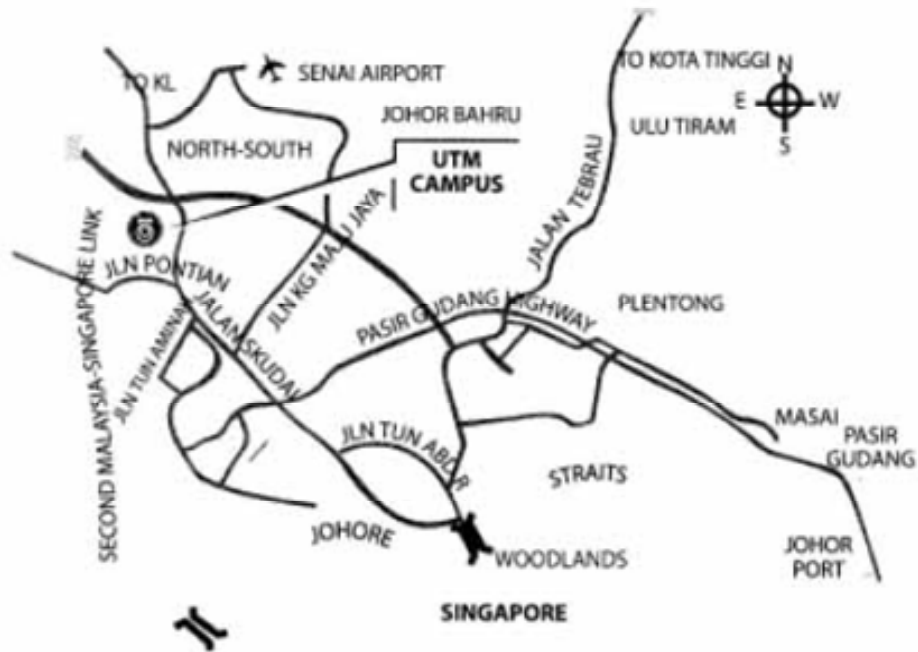 TO KOTA TINGGI
N
TO KL
SENAI AIRPORT
E
W
JOHOR BAHRU
ULU TIRAM
S
NORTH-SOUTH
UTM
CAMPUS
JALAN TEBRAU
JLN KG MAJU JAYA
SECOND MALAYSIA-SINGAPORE LINK
JLN PONTIAN
JALAN SKUDAI
PASIR GUDANG HIGHWAY
PLENTONG
JLN TUN AMINAH
MASAI
PASIR
GUDANG
JLN TUN ABD.R
STRAITS
JOHORE
JOHOR
PORT
WOODLANDS
SINGAPORE